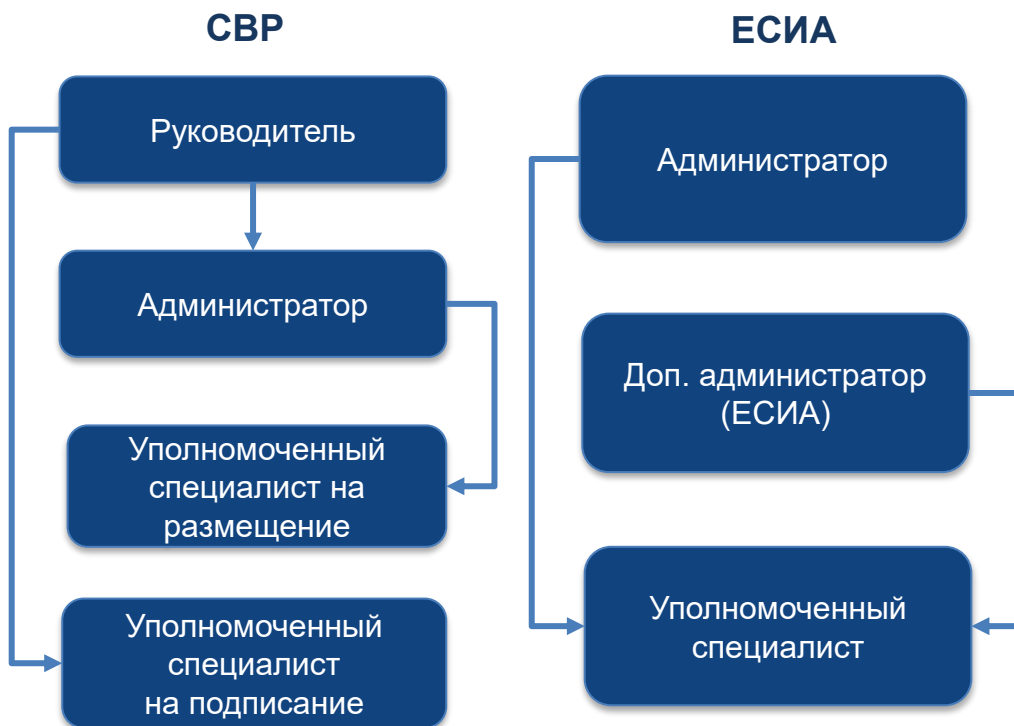 СВР
Руководитель
Администратор
Уполномоченный
специалист на
размещение
Уполномоченный
специалист
на подписание
ЕСИА
Администратор
Доп. администратор
(ЕСИА)
Уполномоченный
специалист